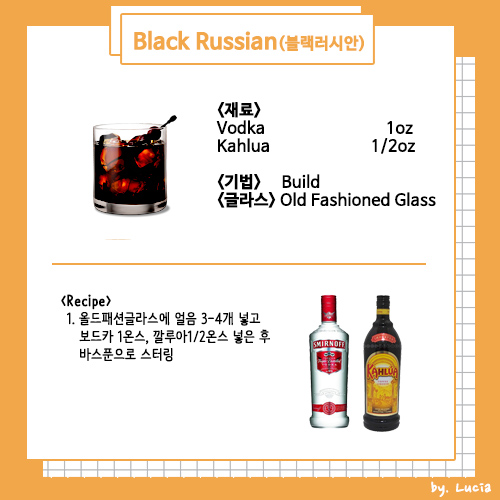 Black Russian(블랙러시안)
<재료>
Vodka 1oz
Kahlua 1/2oz
<기법> Build
<글라스> Old Fashioned Glass
<Recipe>
1. 올드패션글라스에 얼음 3-4개 넣고
보드카 1온스, 깔루아1/2온스 넣은 후
바스푼으로 스터링
SMIRNOFF
KAHLUA
by. Lucia